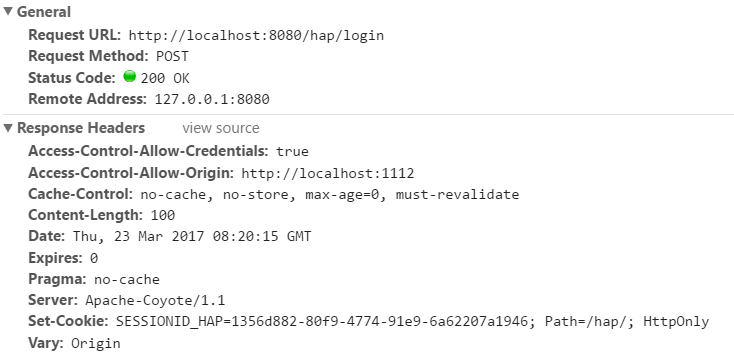 General
Request URL: http://localhost:8080/hap/login
Request Method: POST
Status Code: 200 OK
Remote Address: 127.0.0.1:8080
Response Headers view source
Access-Control-Allow-Credentials: true
Access-Control-Allow-Origin: http://localhost:1112
Cache-Control: no-cache, no-store, max-age=0, must-revalidate
Content-Length: 100
Date: Thu, 23 Mar 2017 08:20:15 GMT
Expires: 0
Pragma: no-cache
Server: Apache-Coyote/1.1
Set-Cookie: SESSIONID_HAP=1356d882-80f9-4774-91e9-6a62207a1946; Path=/hap/; HttpOnly
Vary: Origin